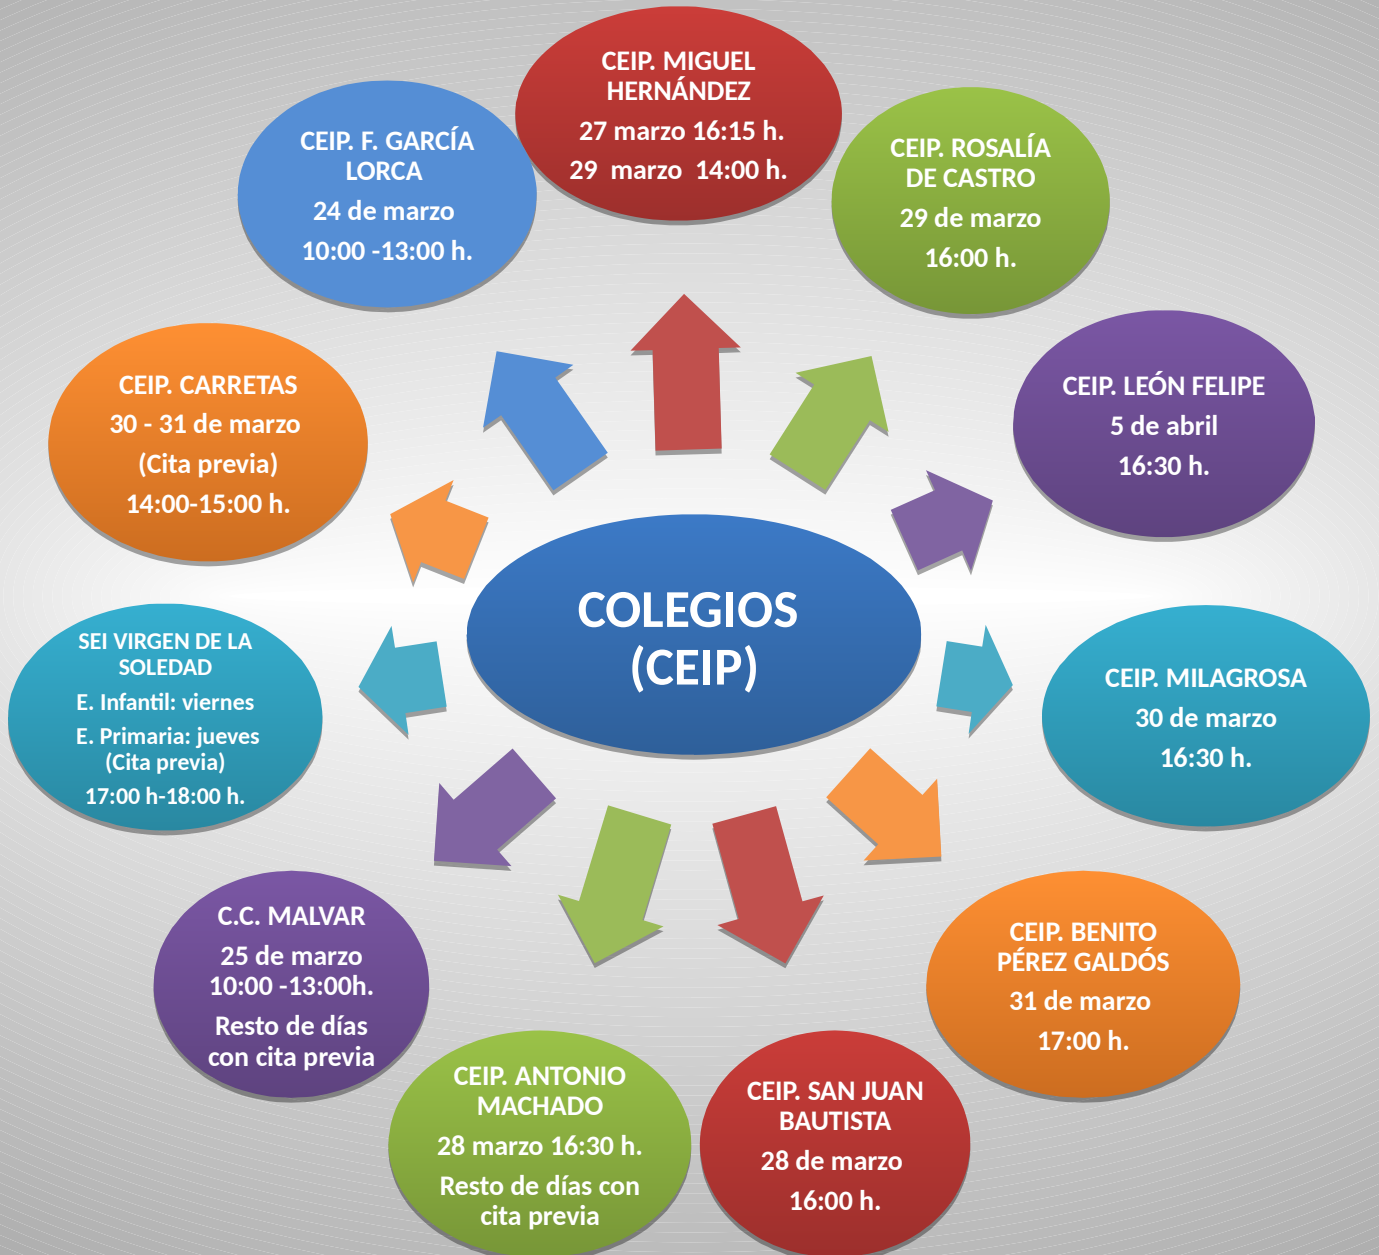 CEIP. MIGUEL
HERNÁNDEZ
27 marzo 16:15 h.
29 marzo 14:00 h.
CEIP. ROSALÍA
DE CASTRO
29 de marzo
16:00 h.
CEIP. LEÓN FELIPE
5 de abril
16:30 h.
CEIP. MILAGROSA
30 de marzo
16:30 h.
CEIP. BENITO
PÉREZ GALDÓS
31 de marzo
17:00 h.
CEIP. SAN JUAN
BAUTISTA
28 de marzo
16:00 h.
CEIP. ANTONIO
MACHADO
28 marzo 16:30 h.
Resto de días con
cita previa
C.C. MALVAR
25 de marzo
10:00 -13:00h.
Resto de días
con cita previa
SEI VIRGEN DE LA
SOLEDAD
E. Infantil: viernes
E. Primaria: jueves
(Cita previa)
17:00 h-18:00 h.
CEIP. CARRETAS
30 - 31 de marzo
(Cita previa)
14:00-15:00 h.
CEIP. F. GARCÍA
LORCA
24 de marzo
10:00 -13:00 h.
COLEGIOS
(CEIP)